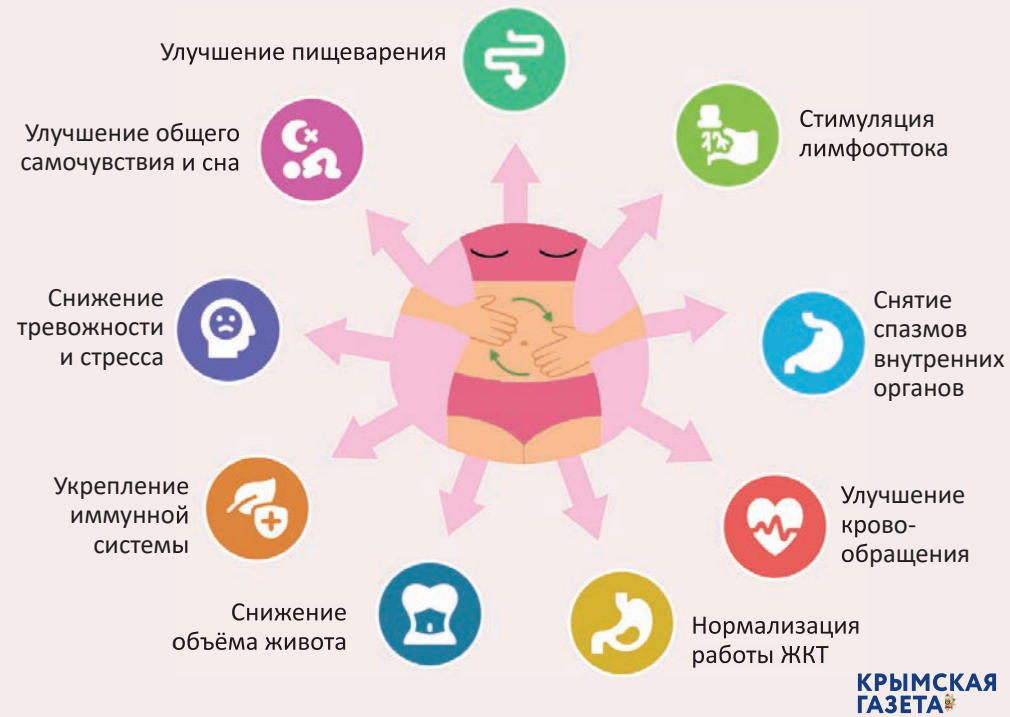 Улучшение пищеварения
Улучшение общего
самочувствия и сна
Стимуляция
лимфооттока
Снижение
тревожности
и стресса
Снятие
спазмов
внутренних
органов
Укрепление
иммунной
системы
Улучшение
крово-
обращения
Снижение
объёма живота
Нормализация
работы ЖКТ
КРЫМСКАЯ
ГАЗЕТА